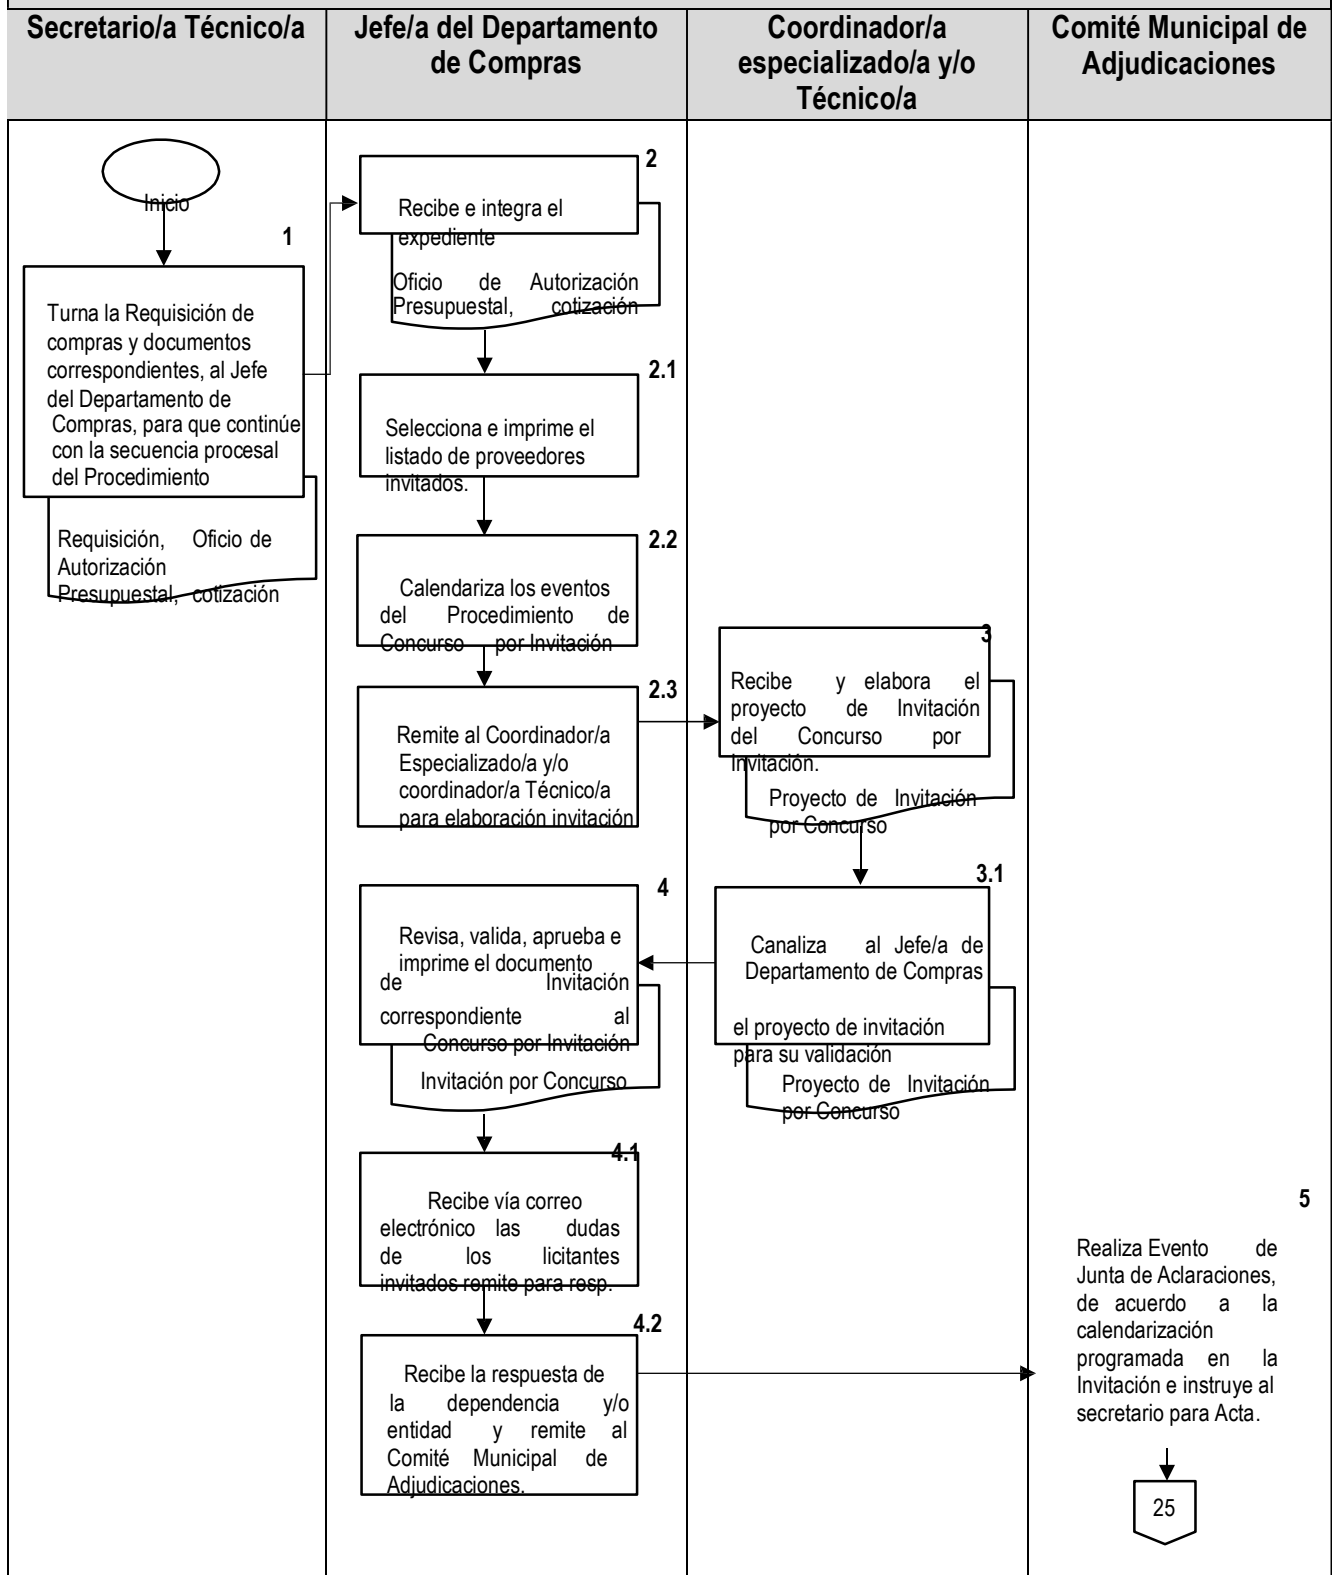 Secretario/a Técnico/a
Jefe/a del Departamento
de Compras
Coordinador/a
especializado/a y/o
Técnico/a
Comité Municipal de
Adjudicaciones
Inicio
1
Turna la Requisición de
compras y documentos
correspondientes, al Jefe
del Departamento de
Compras, para que continúe
con la secuencia procesal
del Procedimiento
Requisición, Oficio de
Autorización
Presupuestal, cotización
2
Recibe e integra el
expediente
Oficio de Autorización
Presupuestal, cotización
2.1
Selecciona e imprime el
listado de proveedores
invitados.
2.2
Calendariza los eventos
del Procedimiento de
Concurso por Invitación
2.3
Remite al Coordinador/a
Especializado/a y/o
coordinador/a Técnico/a
para elaboración invitación
3
Recibe y elabora el
proyecto de Invitación
del Concurso por
Invitación.
Proyecto de Invitación
por Concurso
3.1
Canaliza al Jefe/a de
Departamento de Compras
el proyecto de invitación
para su validación
Proyecto de Invitación
por Concurso
4
Revisa, valida, aprueba e
imprime el documento
de Invitación
correspondiente al
Concurso por Invitación
Invitación por Concurso
4.1
Recibe vía correo
electrónico las dudas
de los licitantes
invitados remite para resp.
4.2
Recibe la respuesta de
la dependencia y/o
entidad y remite al
Comité Municipal de
Adjudicaciones.
5
Realiza Evento de
Junta de Aclaraciones,
de acuerdo a la
calendarización
programada en la
Invitación e instruye al
secretario para Acta.
25